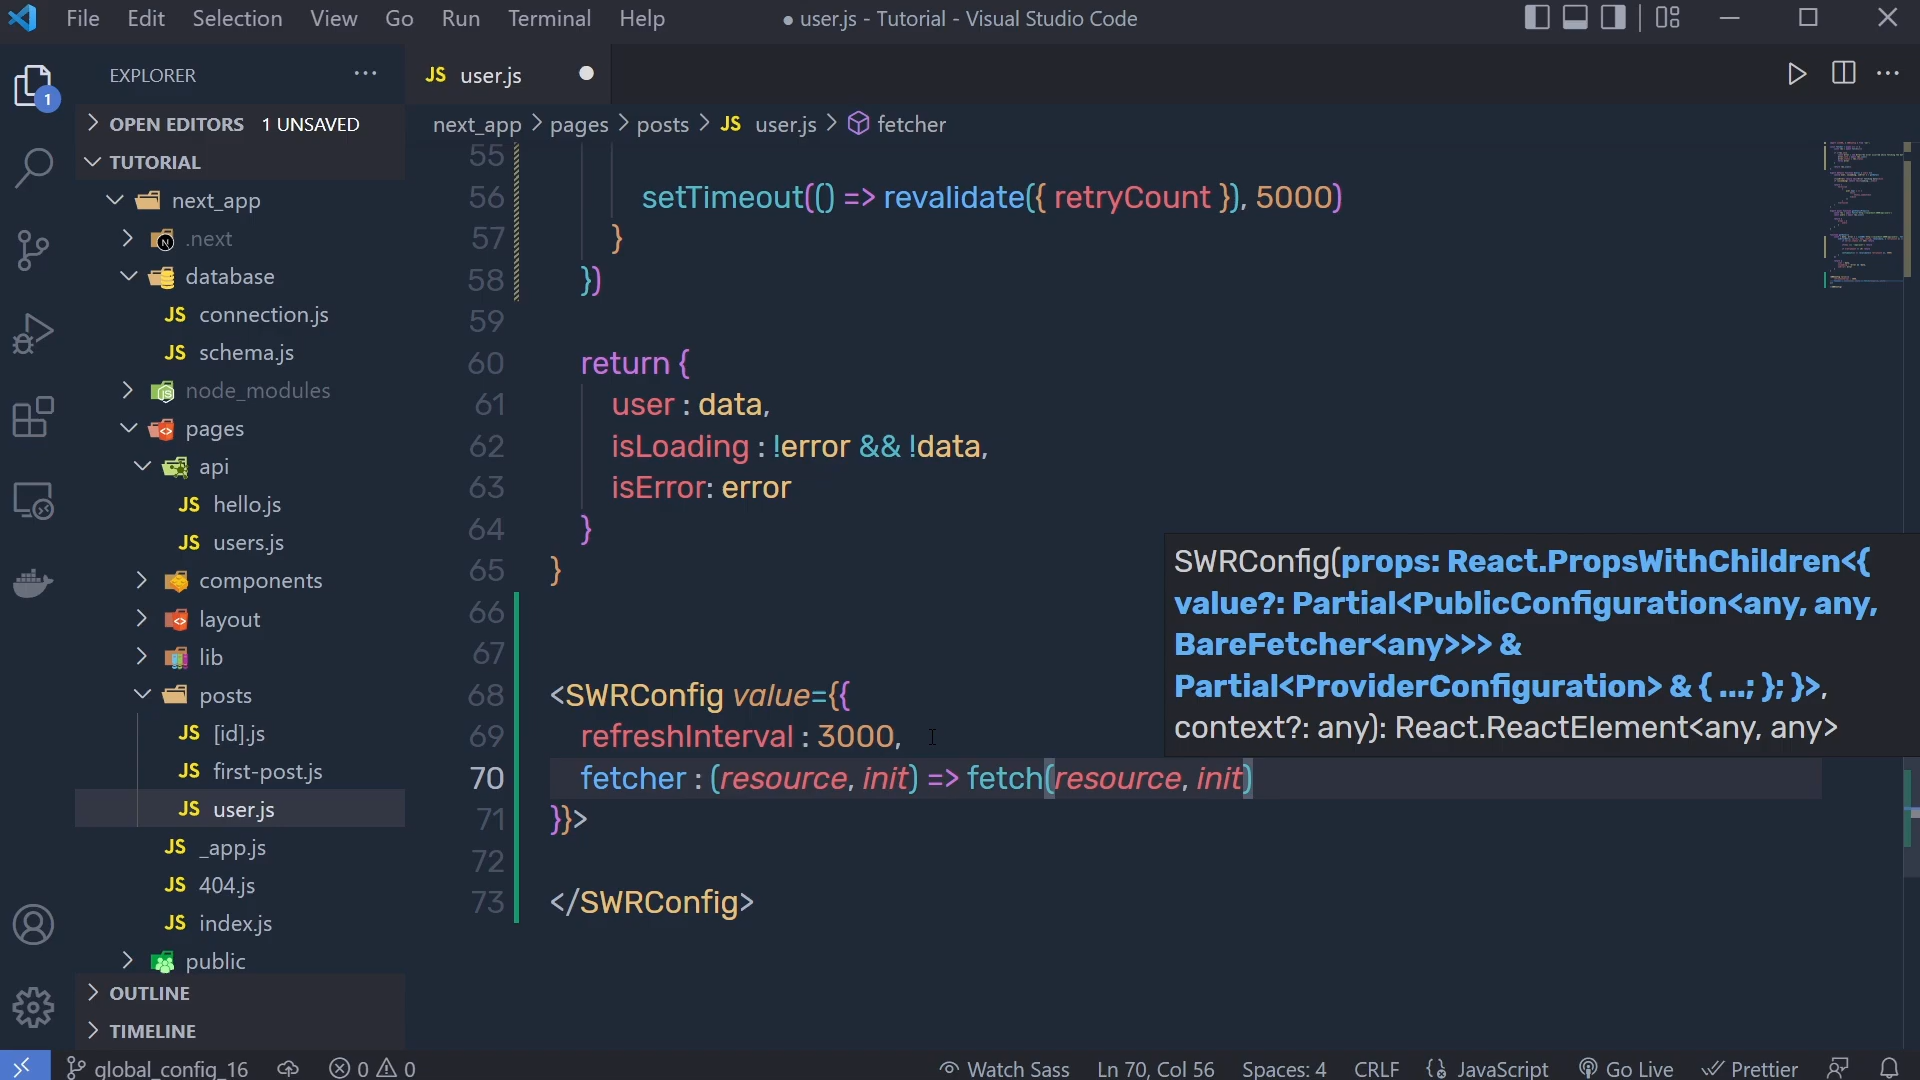 File Edit Selection View Go Run Terminal Help
● user.js - Tutorial - Visual Studio Code
EXPLORER
1
OPEN EDITORS 1 UNSAVED
TUTORIAL
next_app
.next
database
JS connection.js
JS schema.js
node_modules
pages
api
JS hello.js
JS users.js
components
layout
lib
posts
JS [id].js
JS first-post.js
JS user.js
JS _app.js
JS 404.js
JS index.js
public
OUTLINE
TIMELINE
JS user.js
next_app > pages > posts > JS user.js > fetcher
55
56 setTimeout(() => revalidate({ retryCount }), 5000)
57 }
58 })
59
60 return {
61 user : data,
62 isLoading : !error && !data,
63 isError: error
64 }
65 }
66
67
68 <SWRConfig value={{
69 refreshInterval : 3000,
70 fetcher : (resource, init) => fetch(resource, init)
71 }}>
72
73 </SWRConfig>
SWRConfig(props: React.PropsWithChildren<{
value?: Partial<PublicConfiguration<any, any,
BareFetcher<any>>> &
Partial<ProviderConfiguration> & { ...; }; }>,
context?: any): React.ReactElement<any, any>
global_config_16 0 0 Watch Sass Ln 70, Col 56 Spaces: 4 CRLF JavaScript Go Live Prettier